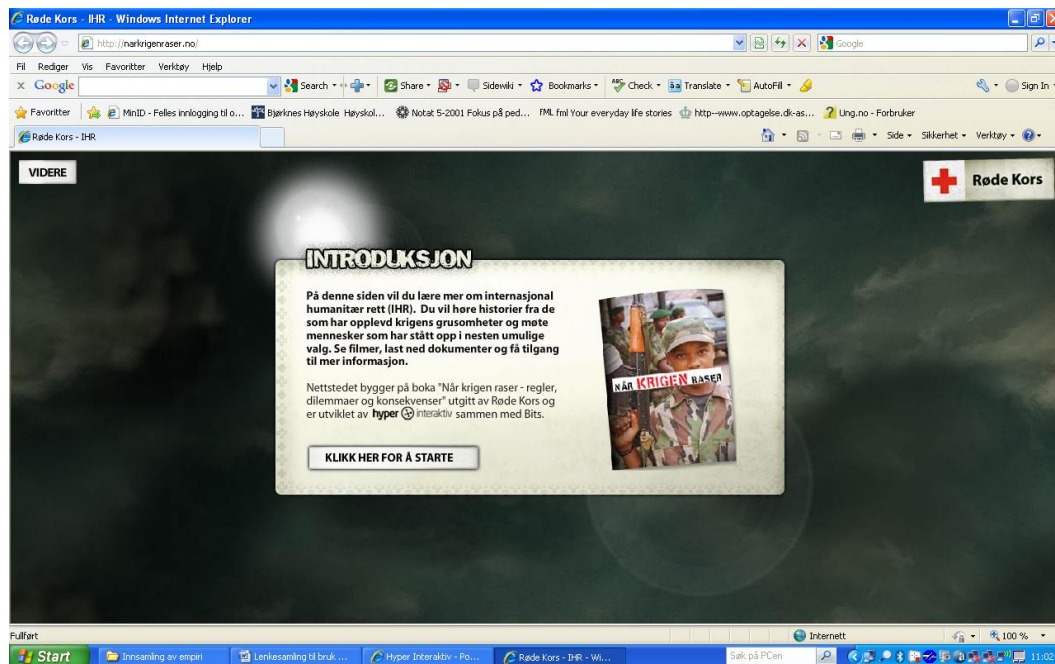 Røde Kors - IHR - Windows Internet Explorer
http://narkrigenraser.no/
Google
Fil Rediger Vis Favoritter Verktøy Hjelp
Google Search Share Sidewiki Bookmarks Check Translate AutoFill Sign In
Favoritter MinID - Felles innlogging til o... Bjørknes Høyskole Høyskol... Notat 5-2001 Fokus på ped... FML fml Your everyday life stories http--www.optagelse.dk-as... Ung.no - Forbruker
Røde Kors - IHR Side Sikkerhet Verktøy
VIDERE
Røde Kors
INTRODUKSJON
På denne siden vil du lære mer om internasjonal
humanitær rett (IHR). Du vil høre historier fra de
som har opplevd krigens grusomheter og møte
mennesker som har stått opp i nesten umulige
valg. Se filmer, last ned dokumenter og få tilgang
til mer informasjon.
NÅR KRIGEN RASER
Nettstedet bygger på boka "Når krigen raser - regler,
dilemmaer og konsekvenser" utgitt av Røde Kors og
er utviklet av hyper interaktiv sammen med Bits.
KLIKK HER FOR Å STARTE
Fullført Internett 100 %
Start Innsamling av empiri Lenkesamling til bruk ... Hyper Interaktiv - Po... Røde Kors - IHR - Wi... Søk på PCen 11:02